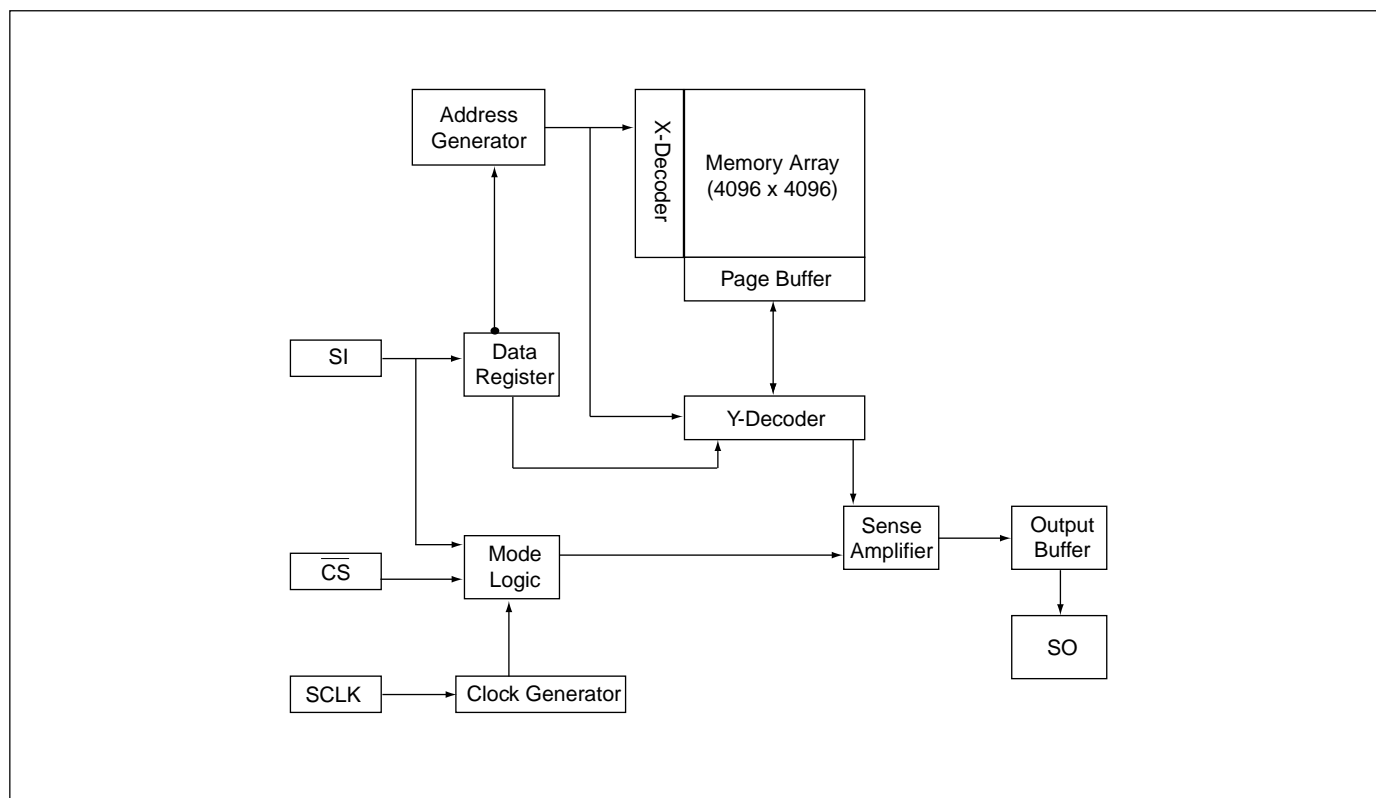 Address
Generator
X-Decoder
Memory Array
(4096 x 4096)
Page Buffer
SI
Data
Register
Y-Decoder
Sense
Amplifier
Output
Buffer
C̅S̅
Mode
Logic
SO
SCLK
Clock Generator